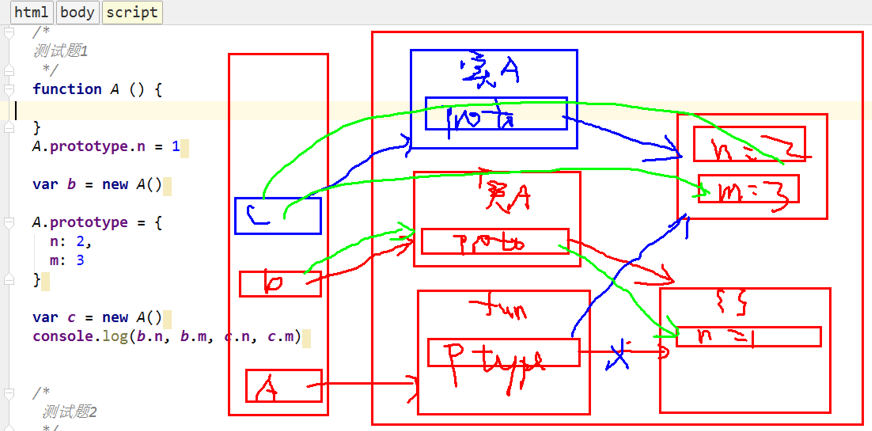 html body script
/*
测试题1
*/
function A () {
}
A.prototype.n = 1
var b = new A()
A.prototype = {
n: 2,
m: 3
}
var c = new A()
console.log(b.n, b.m, c.n, c.m)
/*
测试题2
*/
C
b
A
实A
proto
实A
proto
fun
P type
n=2
m=3
{}
n=1